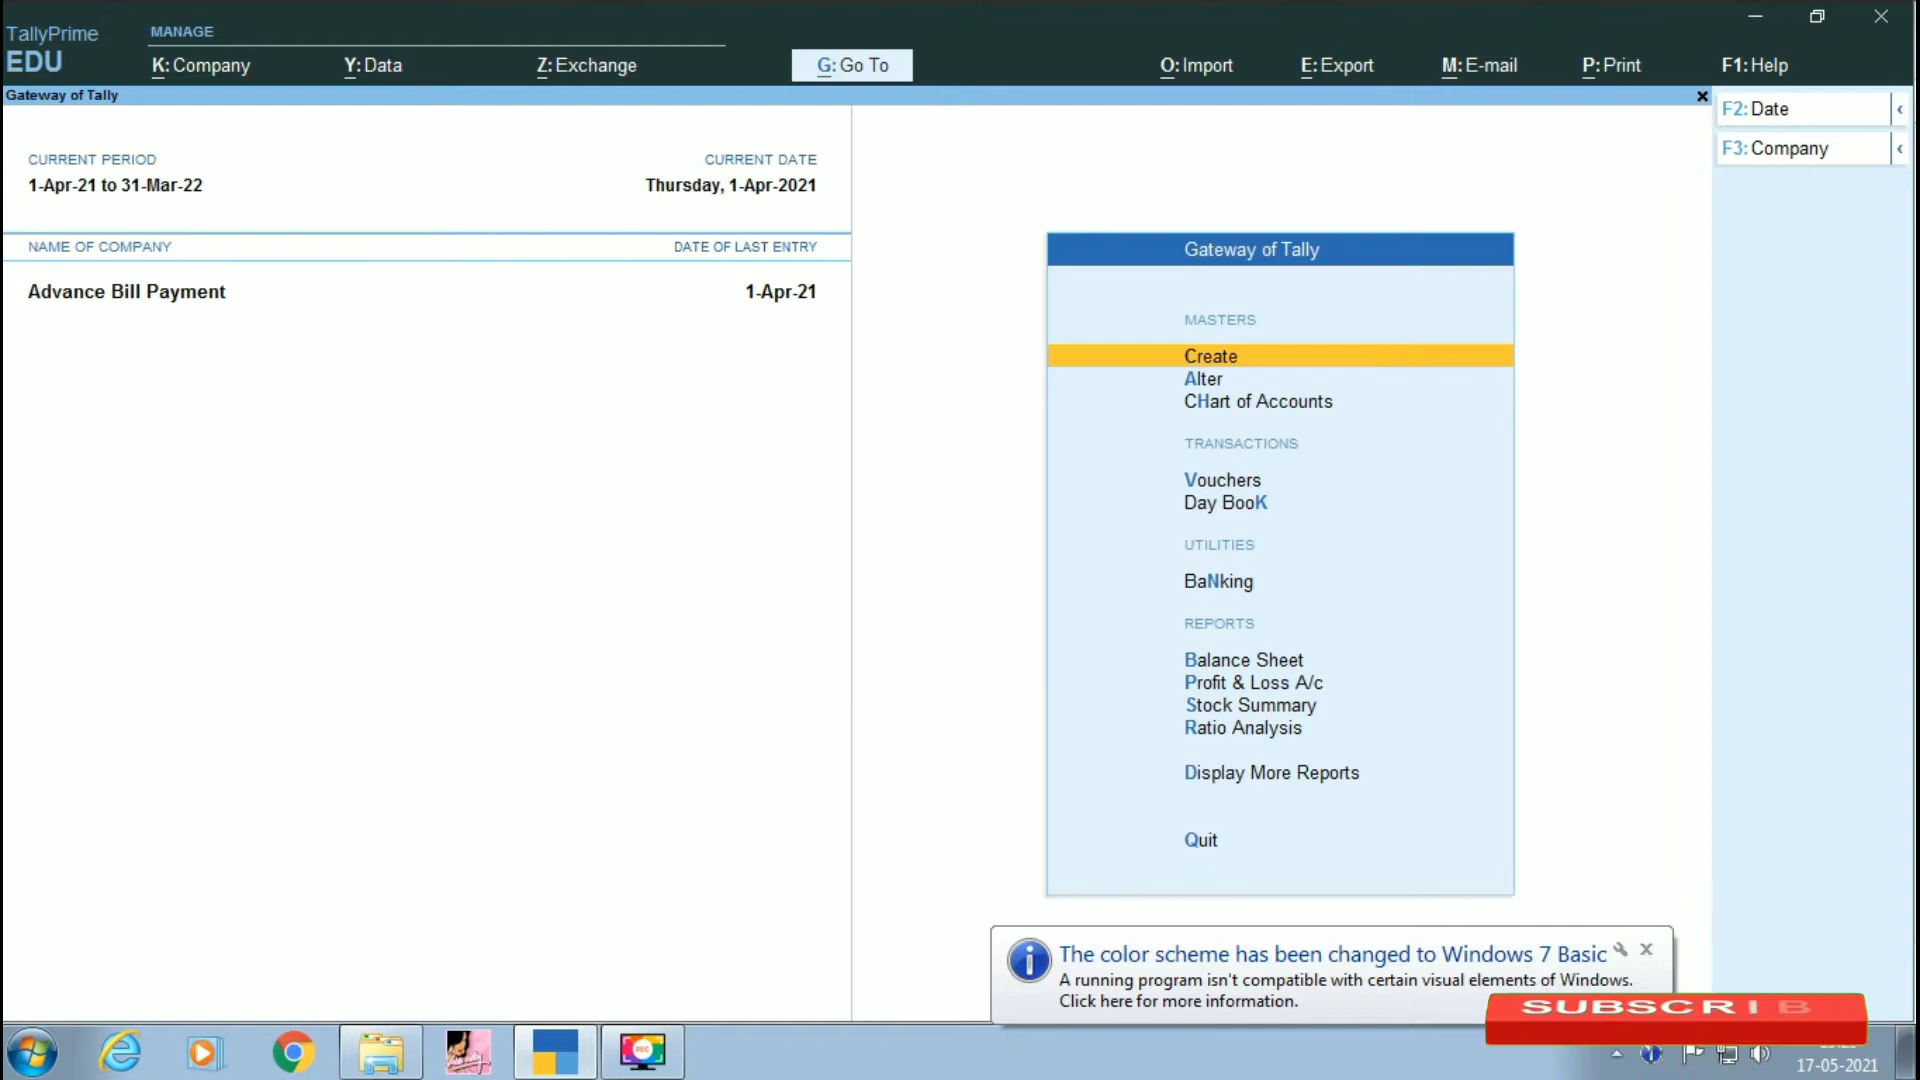 TallyPrime
EDU
MANAGE
K: Company
Y: Data
Z: Exchange
G: Go To
O: Import
E: Export
M: E-mail
P: Print
F1: Help
Gateway of Tally
F2: Date
F3: Company
CURRENT PERIOD
CURRENT DATE
1-Apr-21 to 31-Mar-22
Thursday, 1-Apr-2021
NAME OF COMPANY
DATE OF LAST ENTRY
Advance Bill Payment
1-Apr-21
Gateway of Tally
MASTERS
Create
Alter
CHart of Accounts
TRANSACTIONS
Vouchers
Day BooK
UTILITIES
BaNking
REPORTS
Balance Sheet
Profit & Loss A/c
Stock Summary
Ratio Analysis
Display More Reports
Quit
The color scheme has been changed to Windows 7 Basic
A running program isn't compatible with certain visual elements of Windows.
Click here for more information.
SUBSCRIB
REC
17-05-2021